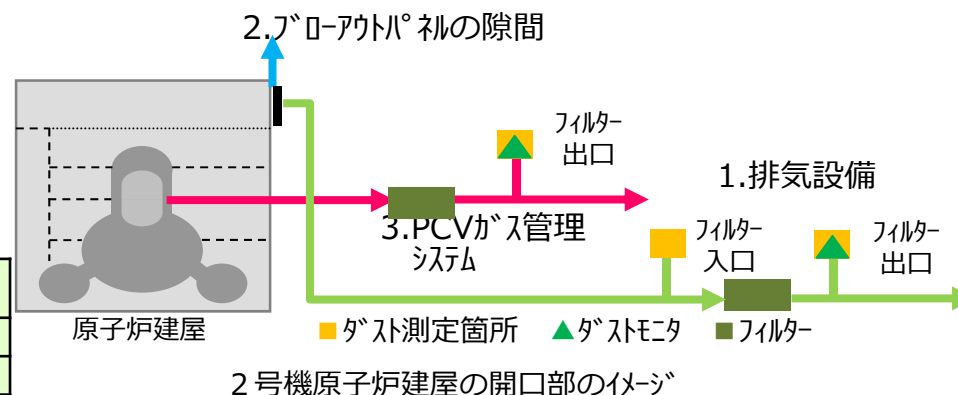 2.ﾌﾞﾛｰｱｳﾄﾊﾟﾈﾙの隙間
ﾌｨﾙﾀｰ
出口
1.排気設備
3.PCVｶﾞｽ管理
ｼｽﾃﾑ
ﾌｨﾙﾀｰ
入口
ﾌｨﾙﾀｰ
出口
原子炉建屋
■ﾀﾞｽﾄ測定箇所 ▲ﾀﾞｽﾄﾓﾆﾀ ■ﾌｨﾙﾀｰ
２号機原子炉建屋の開口部のｲﾒｰｼﾞ